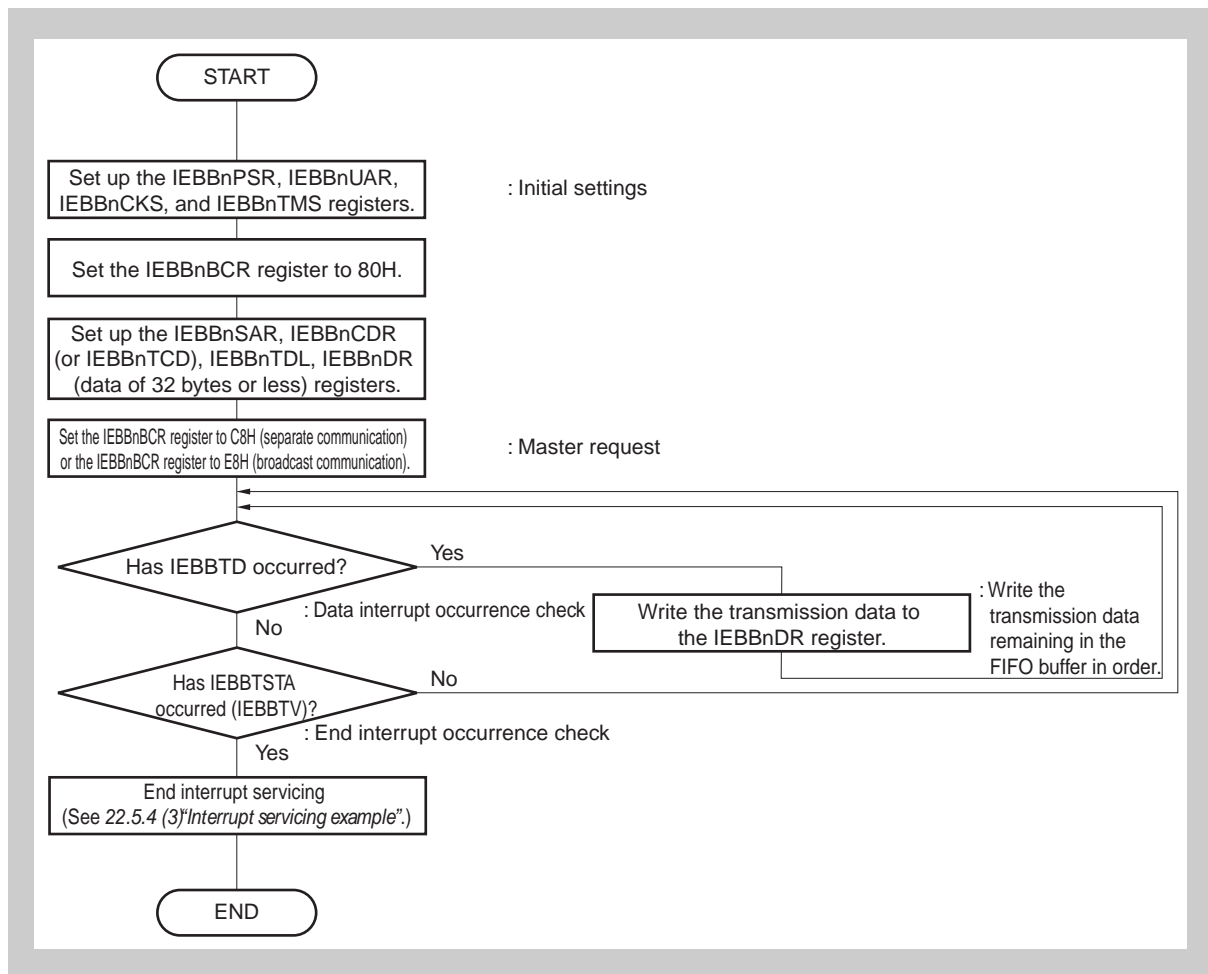 START
Set up the IEBBnPSR, IEBBnUAR,
IEBBnCKS, and IEBBnTMS registers.
: Initial settings
Set the IEBBnBCR register to 80H.
Set up the IEBBnSAR, IEBBnCDR
(or IEBBnTCD), IEBBnTDL, IEBBnDR
(data of 32 bytes or less) registers.
Set the IEBBnBCR register to C8H (separate communication)
or the IEBBnBCR register to E8H (broadcast communication).
: Master request
Has IEBBTD occurred?
Yes
: Data interrupt occurrence check
No
Write the transmission data to
the IEBBnDR register.
: Write the
transmission data
remaining in the
FIFO buffer in order.
Has IEBBTSTA
occurred (IEBBTV)?
No
: End interrupt occurrence check
Yes
End interrupt servicing
(See 22.5.4 (3)“Interrupt servicing example”.)
END